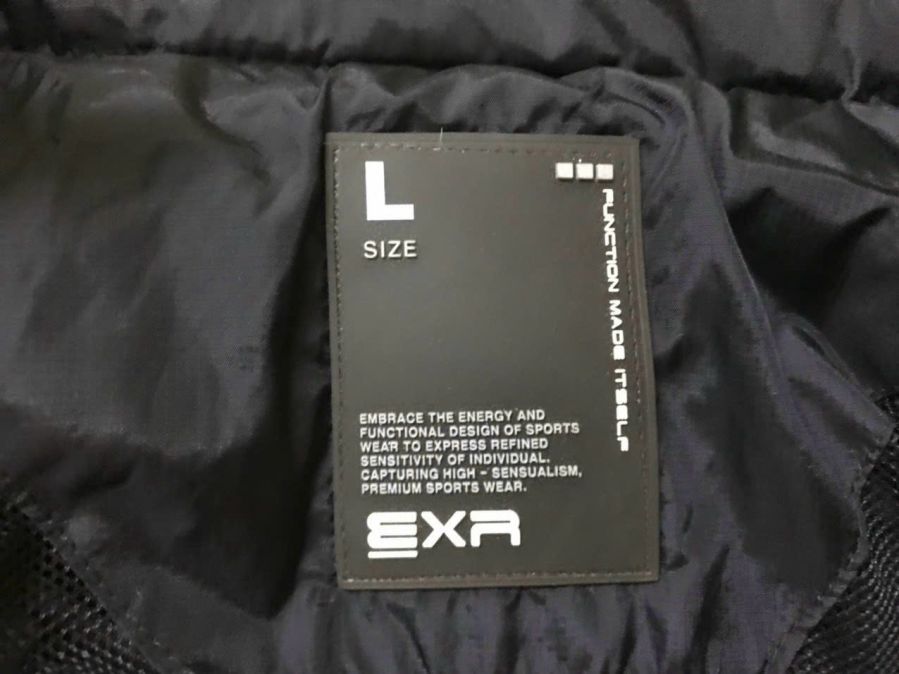 L
SIZE
FUNCTION MADE ITSELF
EMBRACE THE ENERGY AND
FUNCTIONAL DESIGN OF SPORTS
WEAR TO EXPRESS REFINED
SENSITIVITY OF INDIVIDUAL.
CAPTURING HIGH - SENSUALISM,
PREMIUM SPORTS WEAR.
EXR